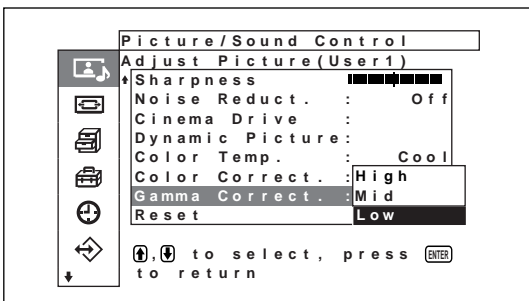 Picture/Sound Control
Adjust Picture(User1)
Sharpness
Noise Reduct. : Off
Cinema Drive :
Dynamic Picture:
Color Temp. : Cool
Color Correct. :
High
Gamma Correct. :
Mid
Reset
Low
, to select, press ENTER
to return